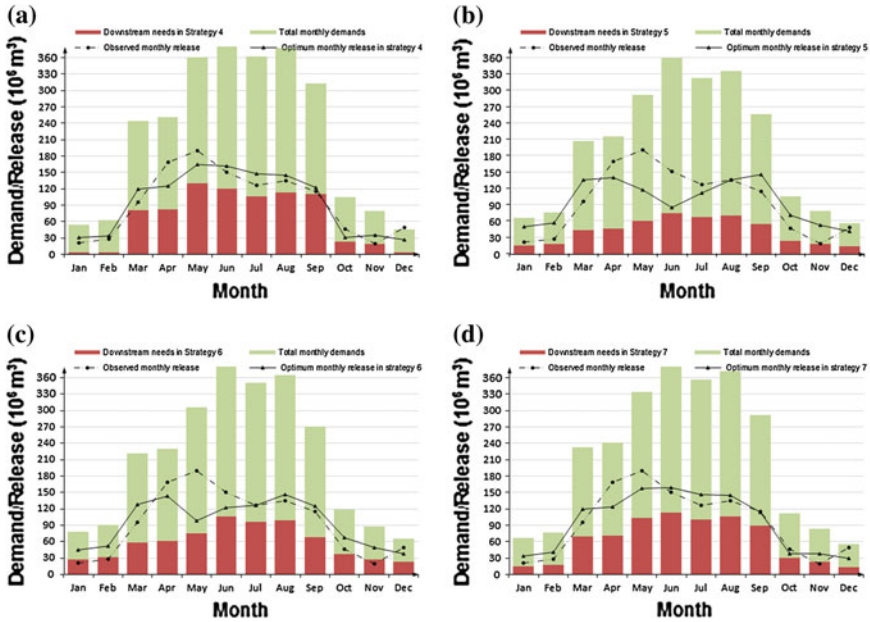 (a)
Downstream needs in Strategy 4
Total monthly demands
Observed monthly release
Optimum monthly release in strategy 4
Demand/Release (10⁶ m³)
360
330
300
270
240
210
180
150
120
90
60
30
0
Jan Feb Mar Apr May Jun Jul Aug Sep Oct Nov Dec
Month
(b)
Downstream needs in Strategy 5
Total monthly demands
Observed monthly release
Optimum monthly release in strategy 5
Demand/Release (10⁶ m³)
360
330
300
270
240
210
180
150
120
90
60
30
0
Jan Feb Mar Apr May Jun Jul Aug Sep Oct Nov Dec
Month
(c)
Downstream needs in Strategy 6
Total monthly demands
Observed monthly release
Optimum monthly release in strategy 6
Demand/Release (10⁶ m³)
360
330
300
270
240
210
180
150
120
90
60
30
0
Jan Feb Mar Apr May Jun Jul Aug Sep Oct Nov Dec
Month
(d)
Downstream needs in Strategy 7
Total monthly demands
Observed monthly release
Optimum monthly release in strategy 7
Demand/Release (10⁶ m³)
360
330
300
270
240
210
180
150
120
90
60
30
0
Jan Feb Mar Apr May Jun Jul Aug Sep Oct Nov Dec
Month